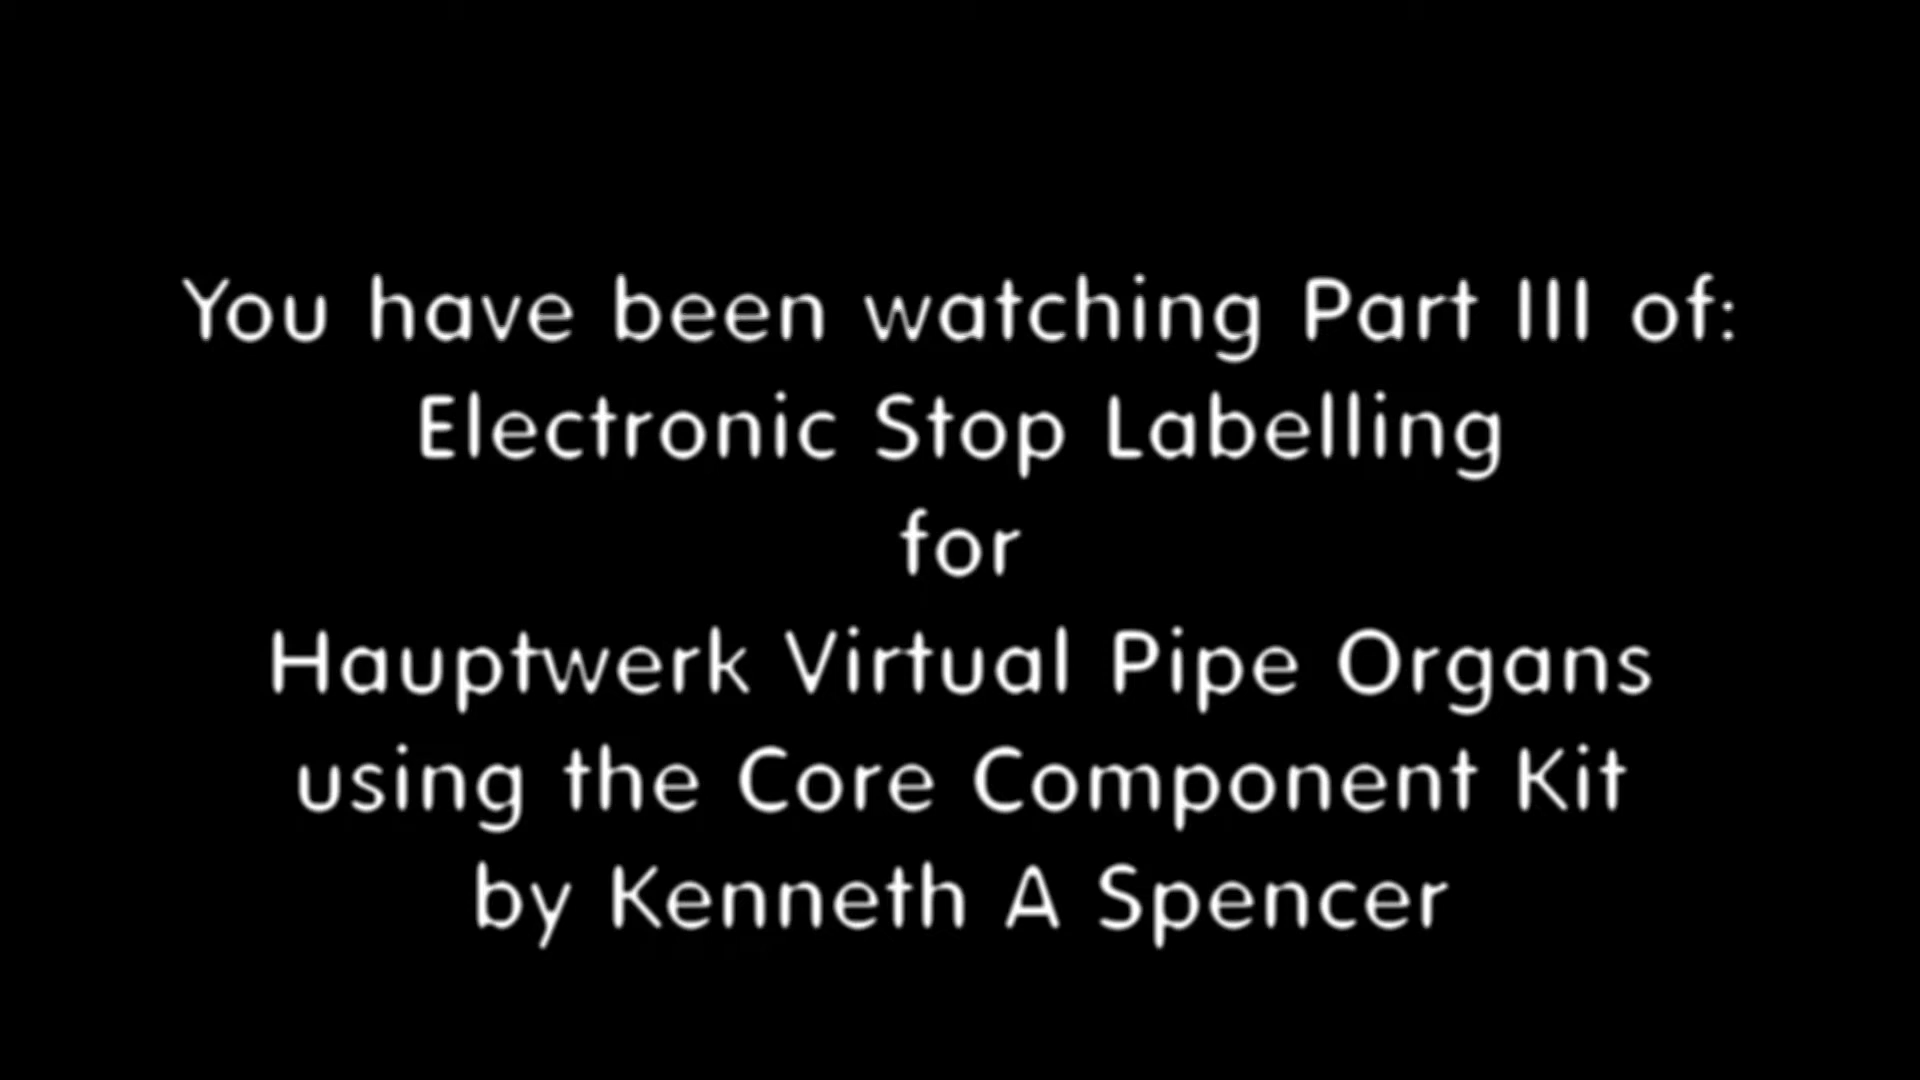 You have been watching Part III of:
Electronic Stop Labelling
for
Hauptwerk Virtual Pipe Organs
using the Core Component Kit
by Kenneth A Spencer